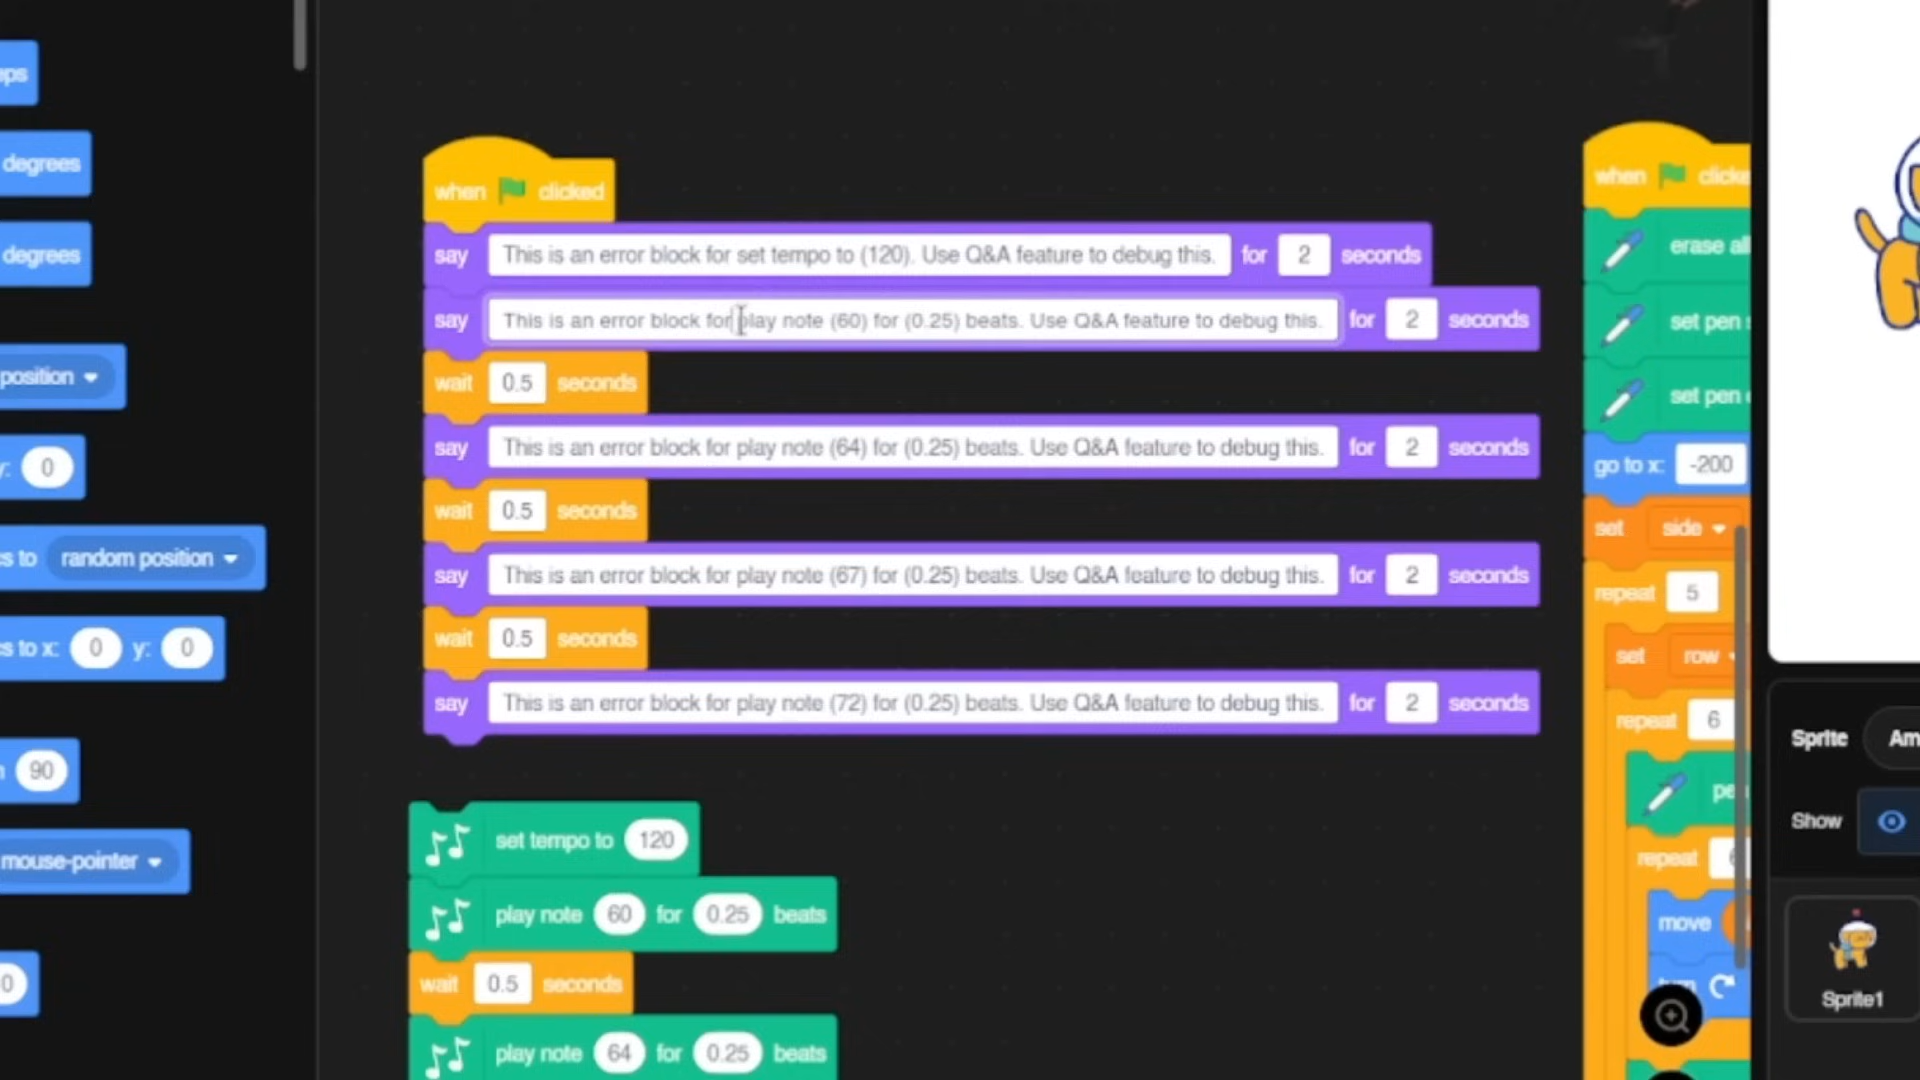 eps
degrees
degrees
position
y: 0
s to random position
s to x: 0 y: 0
90
mouse-pointer
0
when clicked
say This is an error block for set tempo to (120). Use Q&A feature to debug this. for 2 seconds
say This is an error block for play note (60) for (0.25) beats. Use Q&A feature to debug this. for 2 seconds
wait 0.5 seconds
say This is an error block for play note (64) for (0.25) beats. Use Q&A feature to debug this. for 2 seconds
wait 0.5 seconds
say This is an error block for play note (67) for (0.25) beats. Use Q&A feature to debug this. for 2 seconds
wait 0.5 seconds
say This is an error block for play note (72) for (0.25) beats. Use Q&A feature to debug this. for 2 seconds
set tempo to 120
play note 60 for 0.25 beats
wait 0.5 seconds
play note 64 for 0.25 beats
when clicke
erase all
set pen
set pen
go to x: -200
set side
repeat 5
set row
repeat 6
pe
repeat
move
turn
Sprite Am
Show
Sprite1